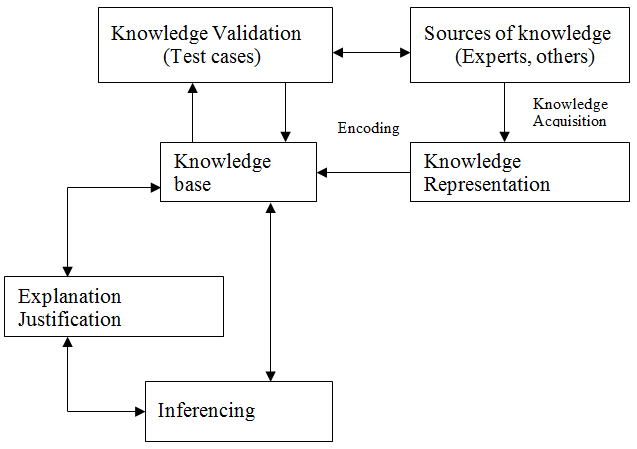 Knowledge Validation
(Test cases)
Sources of knowledge
(Experts, others)
Knowledge
Acquisition
Encoding
Knowledge
base
Knowledge
Representation
Explanation
Justification
Inferencing